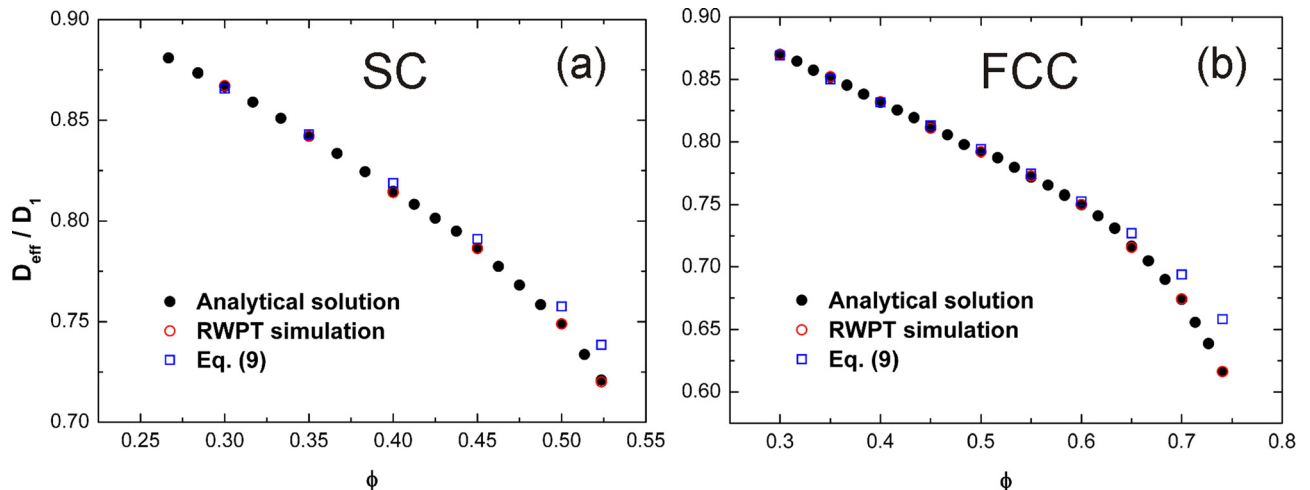 SC
(a)
0.90
0.85
0.80
0.75
0.70
D_eff / D_1
Analytical solution
RWPT simulation
Eq. (9)
0.25 0.30 0.35 0.40 0.45 0.50 0.55
ϕ
FCC
(b)
0.90
0.85
0.80
0.75
0.70
0.65
0.60
Analytical solution
RWPT simulation
Eq. (9)
0.3 0.4 0.5 0.6 0.7 0.8
ϕ